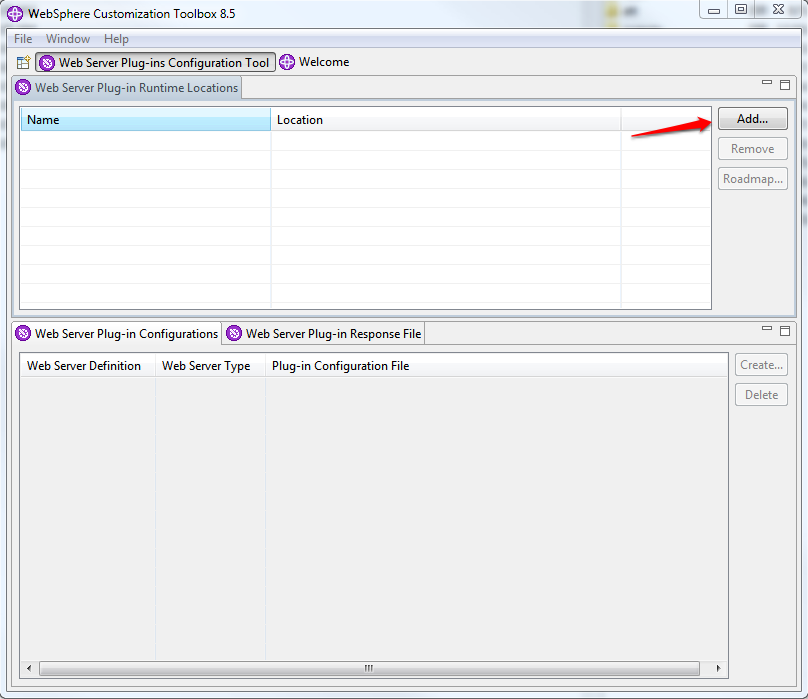 WebSphere Customization Toolbox 8.5
File Window Help
Web Server Plug-ins Configuration Tool Welcome
Web Server Plug-in Runtime Locations
Name Location
Add...
Remove
Roadmap...
Web Server Plug-in Configurations Web Server Plug-in Response File
Web Server Definition Web Server Type Plug-in Configuration File
Create...
Delete